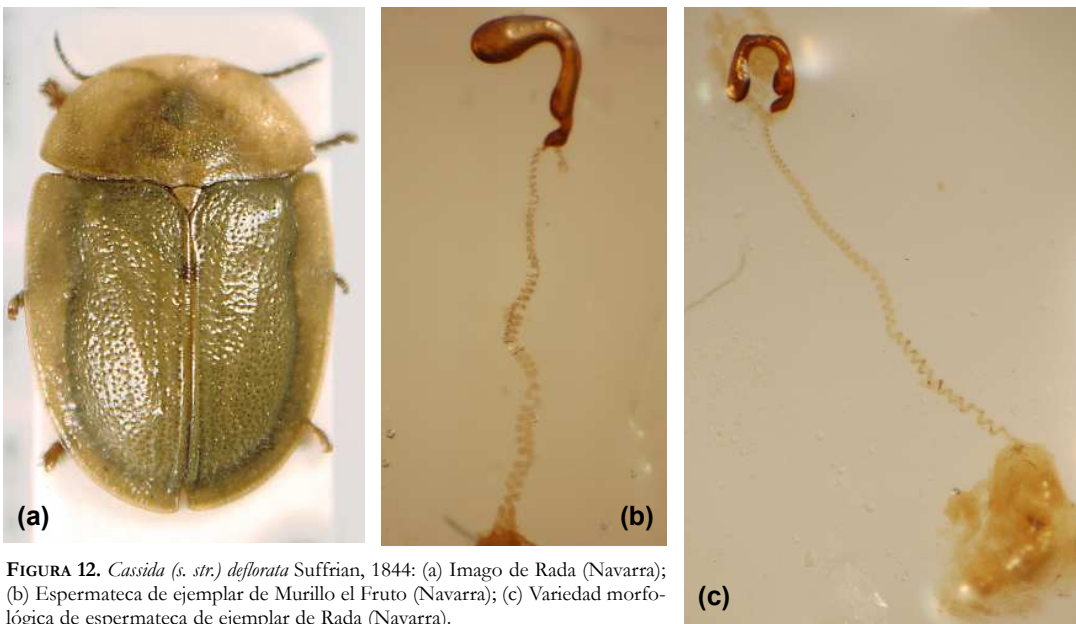 (a)
(b)
(c)
FIGURA 12. Cassida (s. str.) deflorata Suffrian, 1844: (a) Imago de Rada (Navarra);
(b) Espermateca de ejemplar de Murillo el Fruto (Navarra); (c) Variedad morfo-
lógica de espermateca de ejemplar de Rada (Navarra).